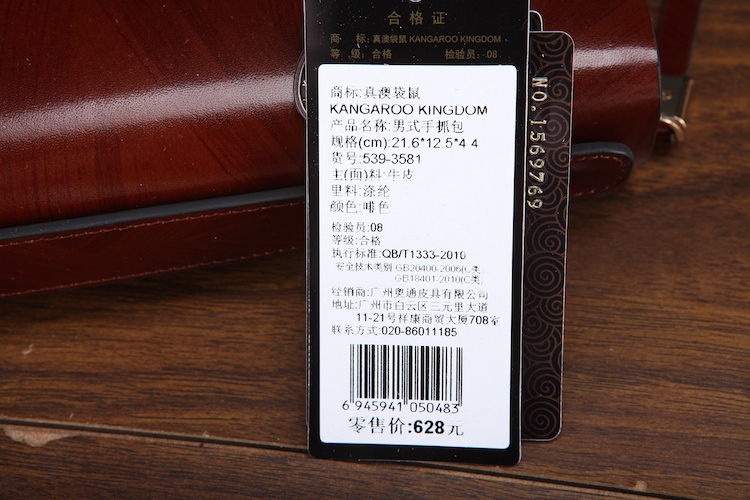 合格证
商 标:真澳袋鼠 KANGAROO KINGDOM
等 级:合格 检验员:08
商标:真澳袋鼠
KANGAROO KINGDOM
产品名称:男式手抓包
规格(cm):21.6*12.5*4.4
货号:539-3581
主(面)料:牛皮
里料:涤纶
颜色:啡色
检验员:08
等级:合格
执行标准:QB/T1333-2010
安全技术类别 GB20400-2006(C类
GB18401-2010(C类)
经销商:广州奥通皮具有限公司
地址:广州市白云区三元里大道
11-21号祥康商贸大厦708室
联系方式:020-86011185
6 945941 050483
零售价:628元
NO.1569769